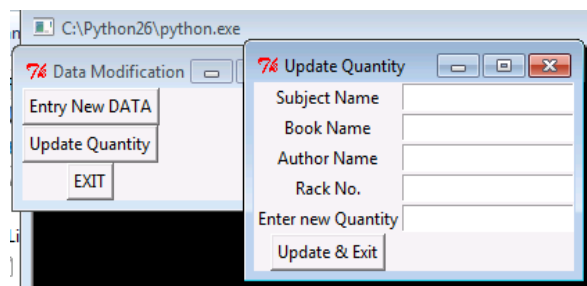 C:\Python26\python.exe
Data Modification
Entry New DATA
Update Quantity
EXIT
Update Quantity
Subject Name
Book Name
Author Name
Rack No.
Enter new Quantity
Update & Exit
Li